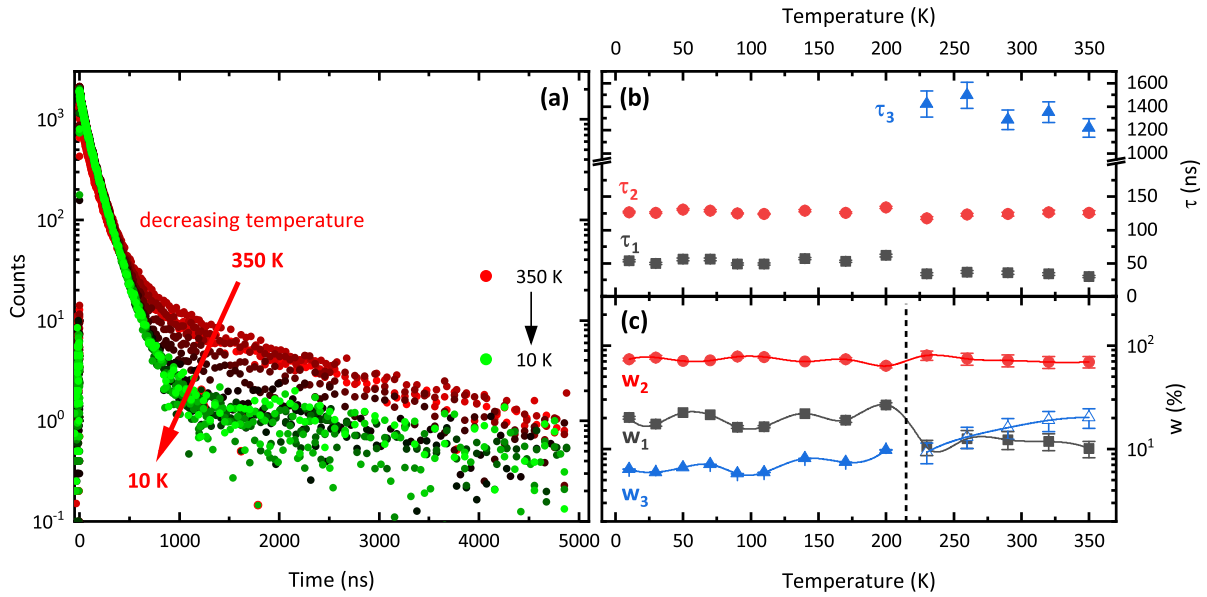 Temperature (K)
0 50 100 150 200 250 300 350
(a)
10³
10²
10¹
10⁰
10⁻¹
Counts
decreasing temperature
350 K
10 K
350 K
10 K
0 1000 2000 3000 4000 5000
Time (ns)
(b)
τ₃
τ₂
τ₁
1600
1400
1200
1000
150
100
50
0
τ (ns)
(c)
w₂
w₁
w₃
10²
10¹
w (%)
0 50 100 150 200 250 300 350
Temperature (K)